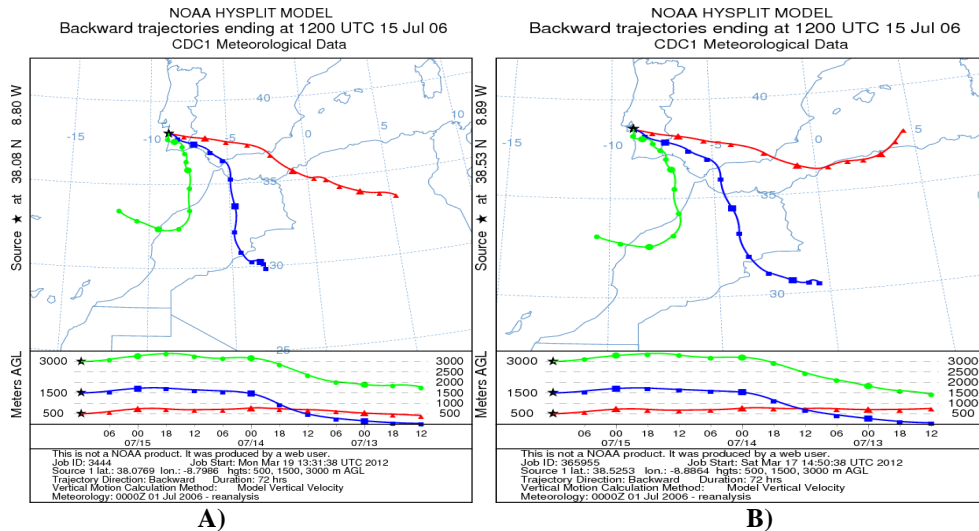 NOAA HYSPLIT MODEL
Backward trajectories ending at 1200 UTC 15 Jul 06
CDC1 Meteorological Data
Source ★ at 38.08 N 8.80 W
40
-15
-10
-5
0
5
35
30
25
Meters AGL
3000 3000
2500
2000
1500 1500
1000
500 500
06 00 18 12 06 00 18 12 06 00 18 12
07/15 07/14 07/13
This is not a NOAA product. It was produced by a web user.
Job ID: 3444 Job Start: Mon Mar 19 13:31:38 UTC 2012
Source 1 lat.: 38.0769 lon.: -8.7986 hgts: 500, 1500, 3000 m AGL
Trajectory Direction: Backward Duration: 72 hrs
Vertical Motion Calculation Method: Model Vertical Velocity
Meteorology: 0000Z 01 Jul 2006 - reanalysis
A)
NOAA HYSPLIT MODEL
Backward trajectories ending at 1200 UTC 15 Jul 06
CDC1 Meteorological Data
Source ★ at 38.53 N 8.89 W
40
-15
-10
-5
0
5
35
30
Meters AGL
3000 3000
2500
2000
1500 1500
1000
500 500
06 00 18 12 06 00 18 12 06 00 18 12
07/15 07/14 07/13
This is not a NOAA product. It was produced by a web user.
Job ID: 365955 Job Start: Sat Mar 17 14:50:38 UTC 2012
Source 1 lat.: 38.5253 lon.: -8.8854 hgts: 500, 1500, 3000 m AGL
Trajectory Direction: Backward Duration: 72 hrs
Vertical Motion Calculation Method: Model Vertical Velocity
Meteorology: 0000Z 01 Jul 2006 - reanalysis
B)